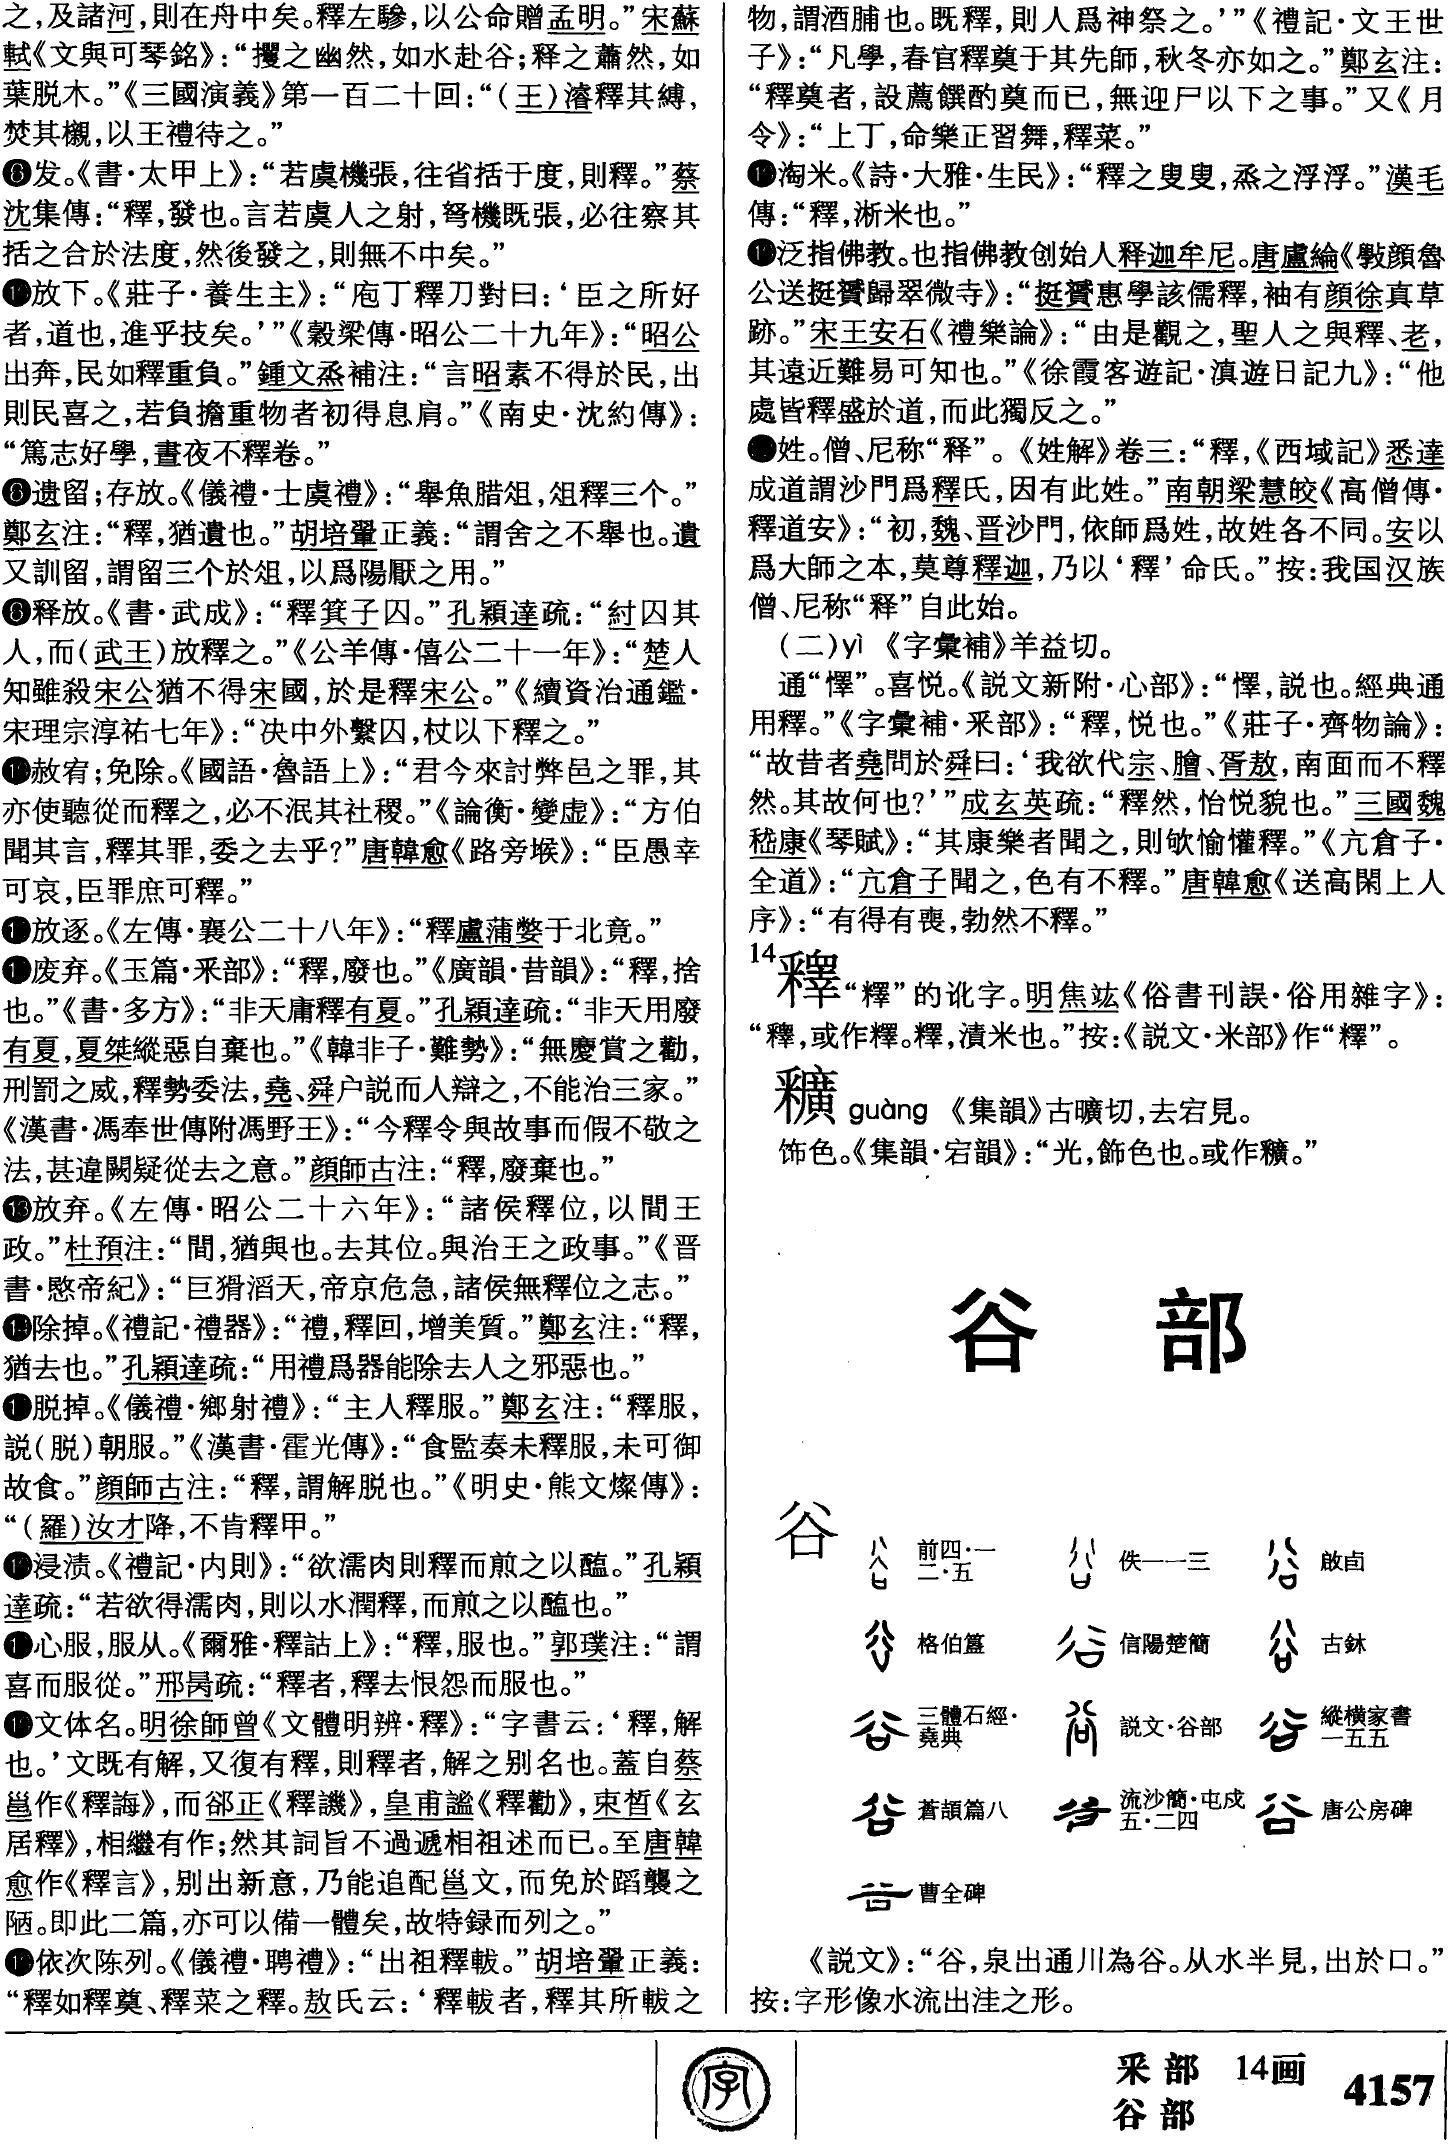 之，及諸河，則在舟中矣。釋左驂，以公命贈孟明。”宋蘇
軾《文與可琴銘》：“攫之幽然，如水赴谷；释之蕭然，如
葉脱木。”《三國演義》第一百二十回：“（王）濬釋其縛，
焚其櫬，以王禮待之。”
❻发。《書·太甲上》：“若虞機張，往省括于度，則釋。”蔡
沈集傳：“釋，發也。言若虞人之射，弩機既張，必往察其
括之合於法度，然後發之，則無不中矣。”
放下。《莊子·養生主》：“庖丁釋刀對曰：‘臣之所好
者，道也，進乎技矣。’”《穀梁傳·昭公二十九年》：“昭公
出奔，民如釋重負。”鍾文烝補注：“言昭素不得於民，出
則民喜之，若負擔重物者初得息肩。”《南史·沈約傳》：
“篤志好學，晝夜不釋卷。”
❽遗留；存放。《儀禮·士虞禮》：“舉魚腊俎，俎釋三个。”
鄭玄注：“釋，猶遺也。”胡培翬正義：“謂舍之不舉也。遺
又訓留，謂留三个於俎，以爲陽厭之用。”
释放。《書·武成》：“釋箕子囚。”孔穎達疏：“紂囚其
人，而（武王）放釋之。”《公羊傳·僖公二十一年》：“楚人
知雖殺宋公猶不得宋國，於是釋宋公。”《續資治通鑑·
宋理宗淳祐七年》：“決中外繫囚，杖以下釋之。”
赦宥；免除。《國語·魯語上》：“君今來討弊邑之罪，其
亦使聽從而釋之，必不泯其社稷。”《論衡·變虚》：“方伯
聞其言，釋其罪，委之去乎？”唐韓愈《路旁堠》：“臣愚幸
可哀，臣罪庶可釋。”
放逐。《左傳·襄公二十八年》：“釋盧蒲嫳于北竟。”
废弃。《玉篇·釆部》：“釋，廢也。”《廣韻·昔韻》：“釋，捨
也。”《書·多方》：“非天庸釋有夏。”孔穎達疏：“非天用廢
有夏，夏桀縱惡自棄也。”《韓非子·難勢》：“無慶賞之勸，
刑罰之威，釋勢委法，堯、舜户説而人辯之，不能治三家。”
《漢書·馮奉世傳附馮野王》：“今釋令與故事而假不敬之
法，甚違闕疑從去之意。”顔師古注：“釋，廢棄也。”
⓭放弃。《左傳·昭公二十六年》：“諸侯釋位，以間王
政。”杜預注：“間，猶與也。去其位。與治王之政事。”《晋
書·愍帝紀》：“巨猾滔天，帝京危急，諸侯無釋位之志。”
⓮除掉。《禮記·禮器》：“禮，釋回，增美質。”鄭玄注：“釋，
猶去也。”孔穎達疏：“用禮爲器能除去人之邪惡也。”
脱掉。《儀禮·鄉射禮》：“主人釋服。”鄭玄注：“釋服，
説（脱）朝服。”《漢書·霍光傳》：“食監奏未釋服，未可御
故食。”顔師古注：“釋，謂解脱也。”《明史·熊文燦傳》：
“（羅）汝才降，不肯釋甲。”
浸渍。《禮記·内則》：“欲濡肉則釋而煎之以醢。”孔穎
達疏：“若欲得濡肉，則以水潤釋，而煎之以醢也。”
心服，服从。《爾雅·釋詁上》：“釋，服也。”郭璞注：“謂
喜而服從。”邢昺疏：“釋者，釋去恨怨而服也。”
文体名。明徐師曾《文體明辨·釋》：“字書云：‘釋，解
也。’文既有解，又復有釋，則釋者，解之别名也。蓋自蔡
邕作《釋誨》，而郤正《釋譏》，皇甫謐《釋勸》，束晳《玄
居釋》，相繼有作；然其詞旨不過遞相祖述而已。至唐韓
愈作《釋言》，别出新意，乃能追配邕文，而免於蹈襲之
陋。即此二篇，亦可以備一體矣，故特録而列之。”
依次陈列。《儀禮·聘禮》：“出祖釋軷。”胡培翬正義：
“釋如釋奠、釋菜之釋。敖氏云：‘釋軷者，釋其所軷之
物，謂酒脯也。既釋，則人爲神祭之。’”《禮記·文王世
子》：“凡學，春官釋奠于其先師，秋冬亦如之。”鄭玄注：
“釋奠者，設薦饌酌奠而已，無迎尸以下之事。”又《月
令》：“上丁，命樂正習舞，釋菜。”
淘米。《詩·大雅·生民》：“釋之叟叟，烝之浮浮。”漢毛
傳：“釋，淅米也。”
泛指佛教。也指佛教创始人释迦牟尼。唐盧綸《敩顔魯
公送挺贇歸翠微寺》：“挺贇惠學該儒釋，袖有顔徐真草
跡。”宋王安石《禮樂論》：“由是觀之，聖人之與釋、老，
其遠近難易可知也。”《徐霞客遊記·滇遊日記九》：“他
處皆釋盛於道，而此獨反之。”
姓。僧、尼称“释”。《姓解》卷三：“釋，《西域記》悉達
成道謂沙門爲釋氏，因有此姓。”南朝梁慧皎《高僧傳·
釋道安》：“初，魏、晋沙門，依師爲姓，故姓各不同。安以
爲大師之本，莫尊釋迦，乃以‘釋’命氏。”按：我国汉族
僧、尼称“释”自此始。
（二）yì 《字彙補》羊益切。
通“懌”。喜悦。《説文新附·心部》：“懌，説也。經典通
用釋。”《字彙補·釆部》：“釋，悦也。”《莊子·齊物論》：
“故昔者堯問於舜曰：‘我欲代宗、膾、胥敖，南面而不釋
然。其故何也？’”成玄英疏：“釋然，怡悦貌也。”三國魏
嵇康《琴賦》：“其康樂者聞之，則欨愉懽釋。”《亢倉子·
全道》：“亢倉子聞之，色有不釋。”唐韓愈《送高閑上人
序》：“有得有喪，勃然不釋。”
14 “釋”的讹字。明焦竑《俗書刊誤·俗用雜字》：
“，或作釋。釋，漬米也。”按：《説文·米部》作“釋”。
guàng 《集韻》古曠切，去宕見。
饰色。《集韻·宕韻》：“光，飾色也。或作。”
谷 部
谷
前四·一二·五 佚一一三 啟卣
格伯簋 信陽楚簡 古鉥
三體石經·堯典 説文·谷部 縱横家書一五五
蒼頡篇八 流沙簡·屯戍五·二四 唐公房碑
曹全碑
《説文》：“谷，泉出通川為谷。从水半見，出於口。”
按：字形像水流出洼之形。
字
釆部 14画
谷部
4157